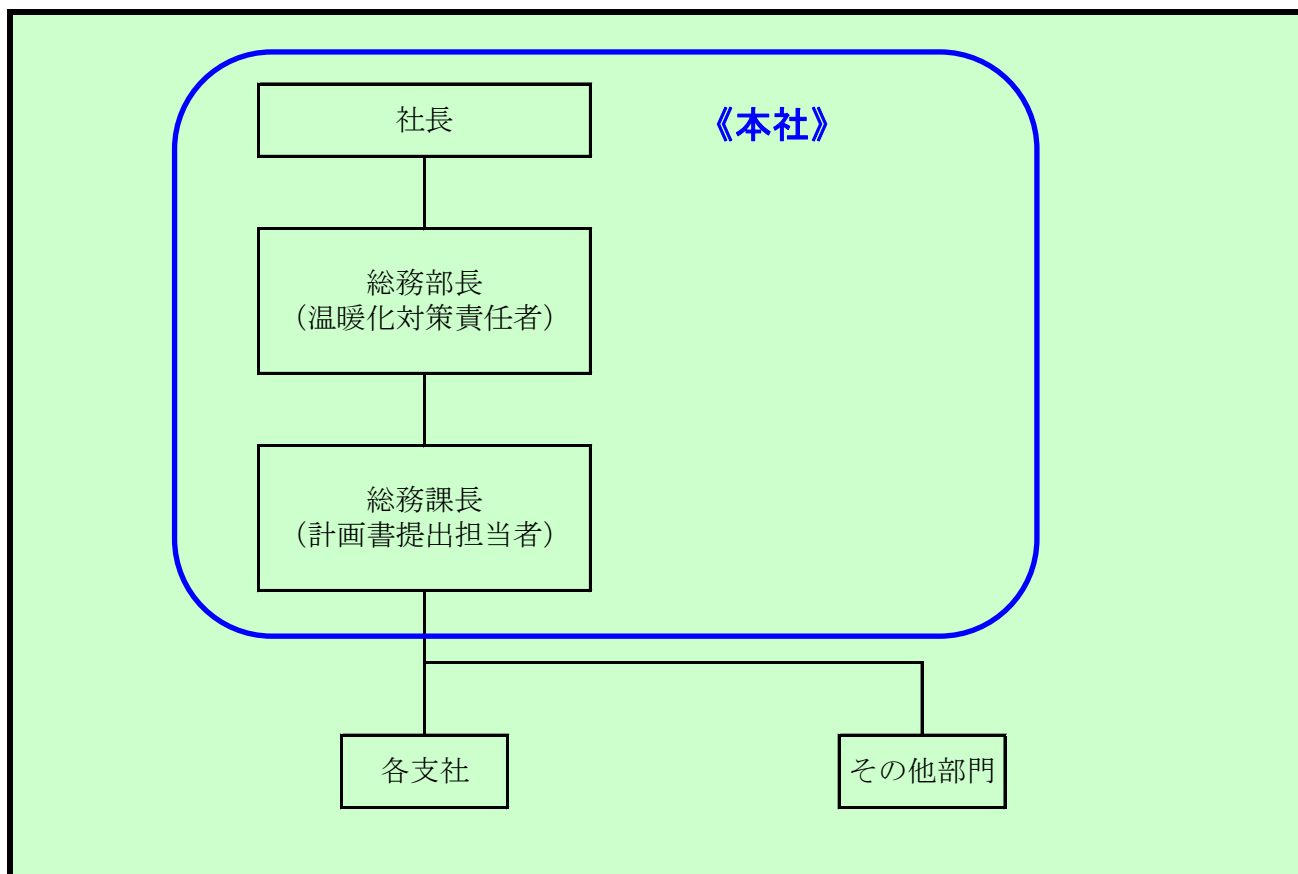 社長
《本社》
総務部長
（温暖化対策責任者）
総務課長
（計画書提出担当者）
各支社
その他部門